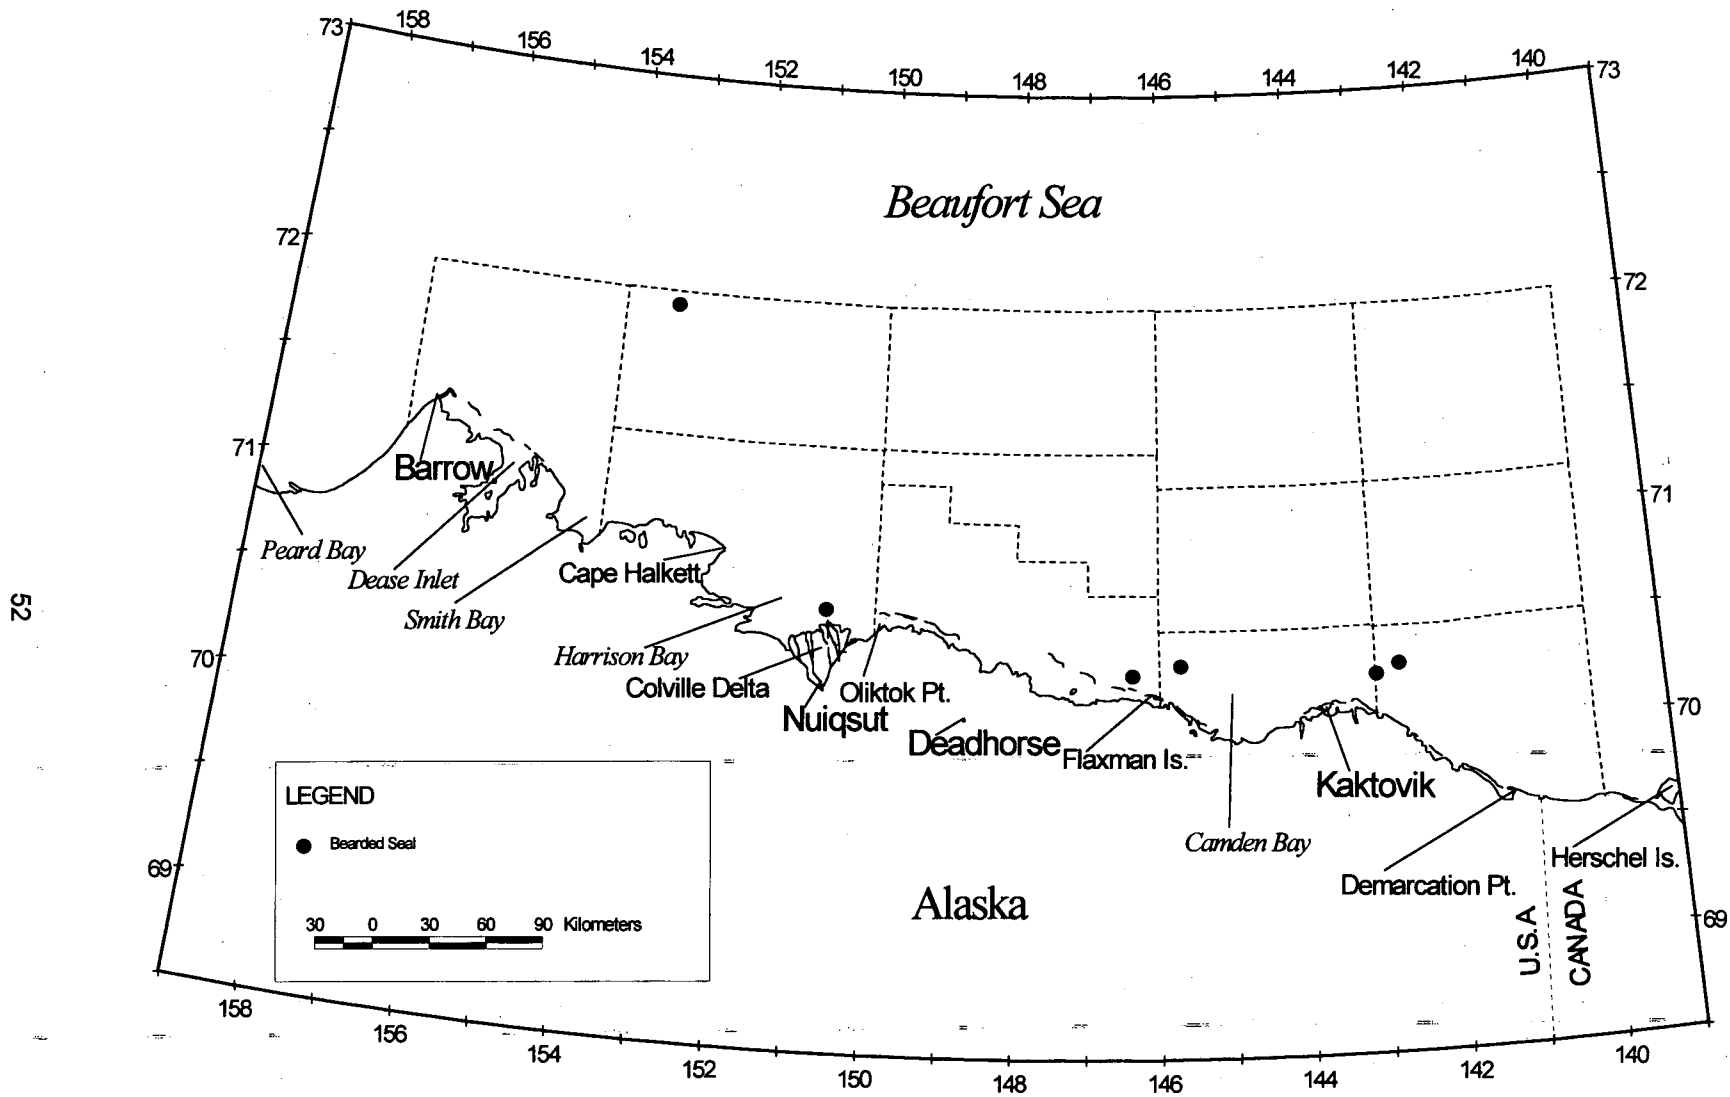 73
158
156
154
152
150
148
146
144
142
140
73
Beaufort Sea
72
72
71
Barrow
71
Peard Bay
Dease Inlet
Cape Halkett
Smith Bay
52
Harrison Bay
70
Colville Delta
Oliktok Pt.
70
Nuiqsut
Deadhorse
Flaxman Is.
Kaktovik
LEGEND
Bearded Seal
Camden Bay
Herschel Is.
69
Demarcation Pt.
Alaska
69
30 0 30 60 90 Kilometers
U.S.A
CANADA
158
156
154
152
150
148
146
144
142
140